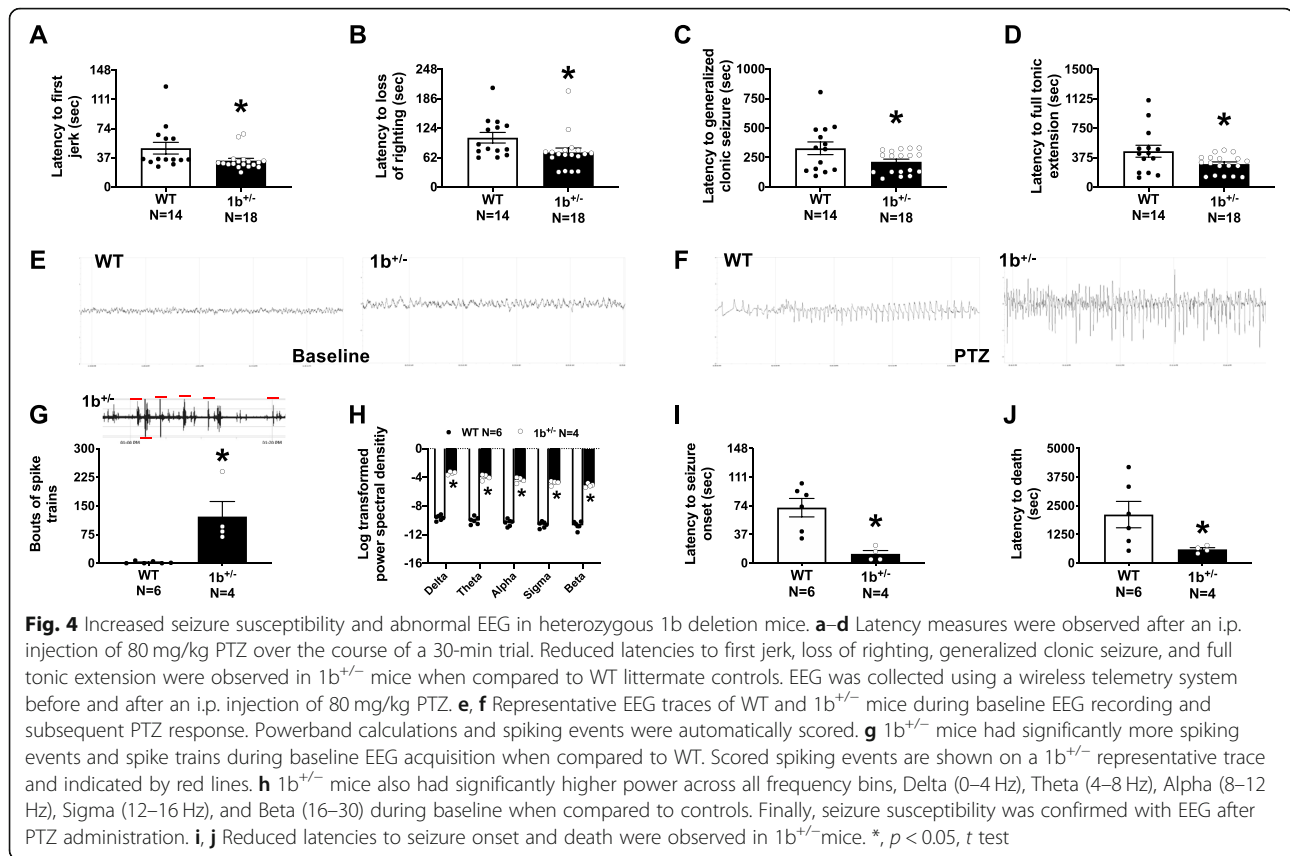 A
Latency to first
jerk (sec)
148
111
74
37
0
*
WT
N=14
1b+/-
N=18
B
Latency to loss
of righting (sec)
248
186
124
62
0
*
WT
N=14
1b+/-
N=18
C
Latency to generalized
clonic seizure (sec)
1000
750
500
250
0
*
WT
N=14
1b+/-
N=18
D
Latency to full tonic
extension (sec)
1500
1125
750
375
0
*
WT
N=14
1b+/-
N=18
E
WT
1b+/-
Baseline
F
WT
1b+/-
PTZ
G
1b+/-
Bouts of spike
trains
300
225
150
75
0
*
WT
N=6
1b+/-
N=4
H
WT N=6
1b+/- N=4
Log transformed
power spectral densitiy
0
-4
-8
-12
-16
* * * * *
Delta
Theta
Alpha
Sigma
Beta
I
Latency to seizure
onset (sec)
148
111
74
37
0
*
WT
N=6
1b+/-
N=4
J
Latency to death
(sec)
5000
3750
2500
1250
0
*
WT
N=6
1b+/-
N=4
Fig. 4 Increased seizure susceptibility and abnormal EEG in heterozygous 1b deletion mice. a–d Latency measures were observed after an i.p.
injection of 80 mg/kg PTZ over the course of a 30-min trial. Reduced latencies to first jerk, loss of righting, generalized clonic seizure, and full
tonic extension were observed in 1b+/− mice when compared to WT littermate controls. EEG was collected using a wireless telemetry system
before and after an i.p. injection of 80 mg/kg PTZ. e, f Representative EEG traces of WT and 1b+/− mice during baseline EEG recording and
subsequent PTZ response. Powerband calculations and spiking events were automatically scored. g 1b+/− mice had significantly more spiking
events and spike trains during baseline EEG acquisition when compared to WT. Scored spiking events are shown on a 1b+/− representative trace
and indicated by red lines. h 1b+/− mice also had significantly higher power across all frequency bins, Delta (0–4 Hz), Theta (4–8 Hz), Alpha (8–12
Hz), Sigma (12–16 Hz), and Beta (16–30) during baseline when compared to controls. Finally, seizure susceptibility was confirmed with EEG after
PTZ administration. i, j Reduced latencies to seizure onset and death were observed in 1b+/−mice. *, p < 0.05, t test